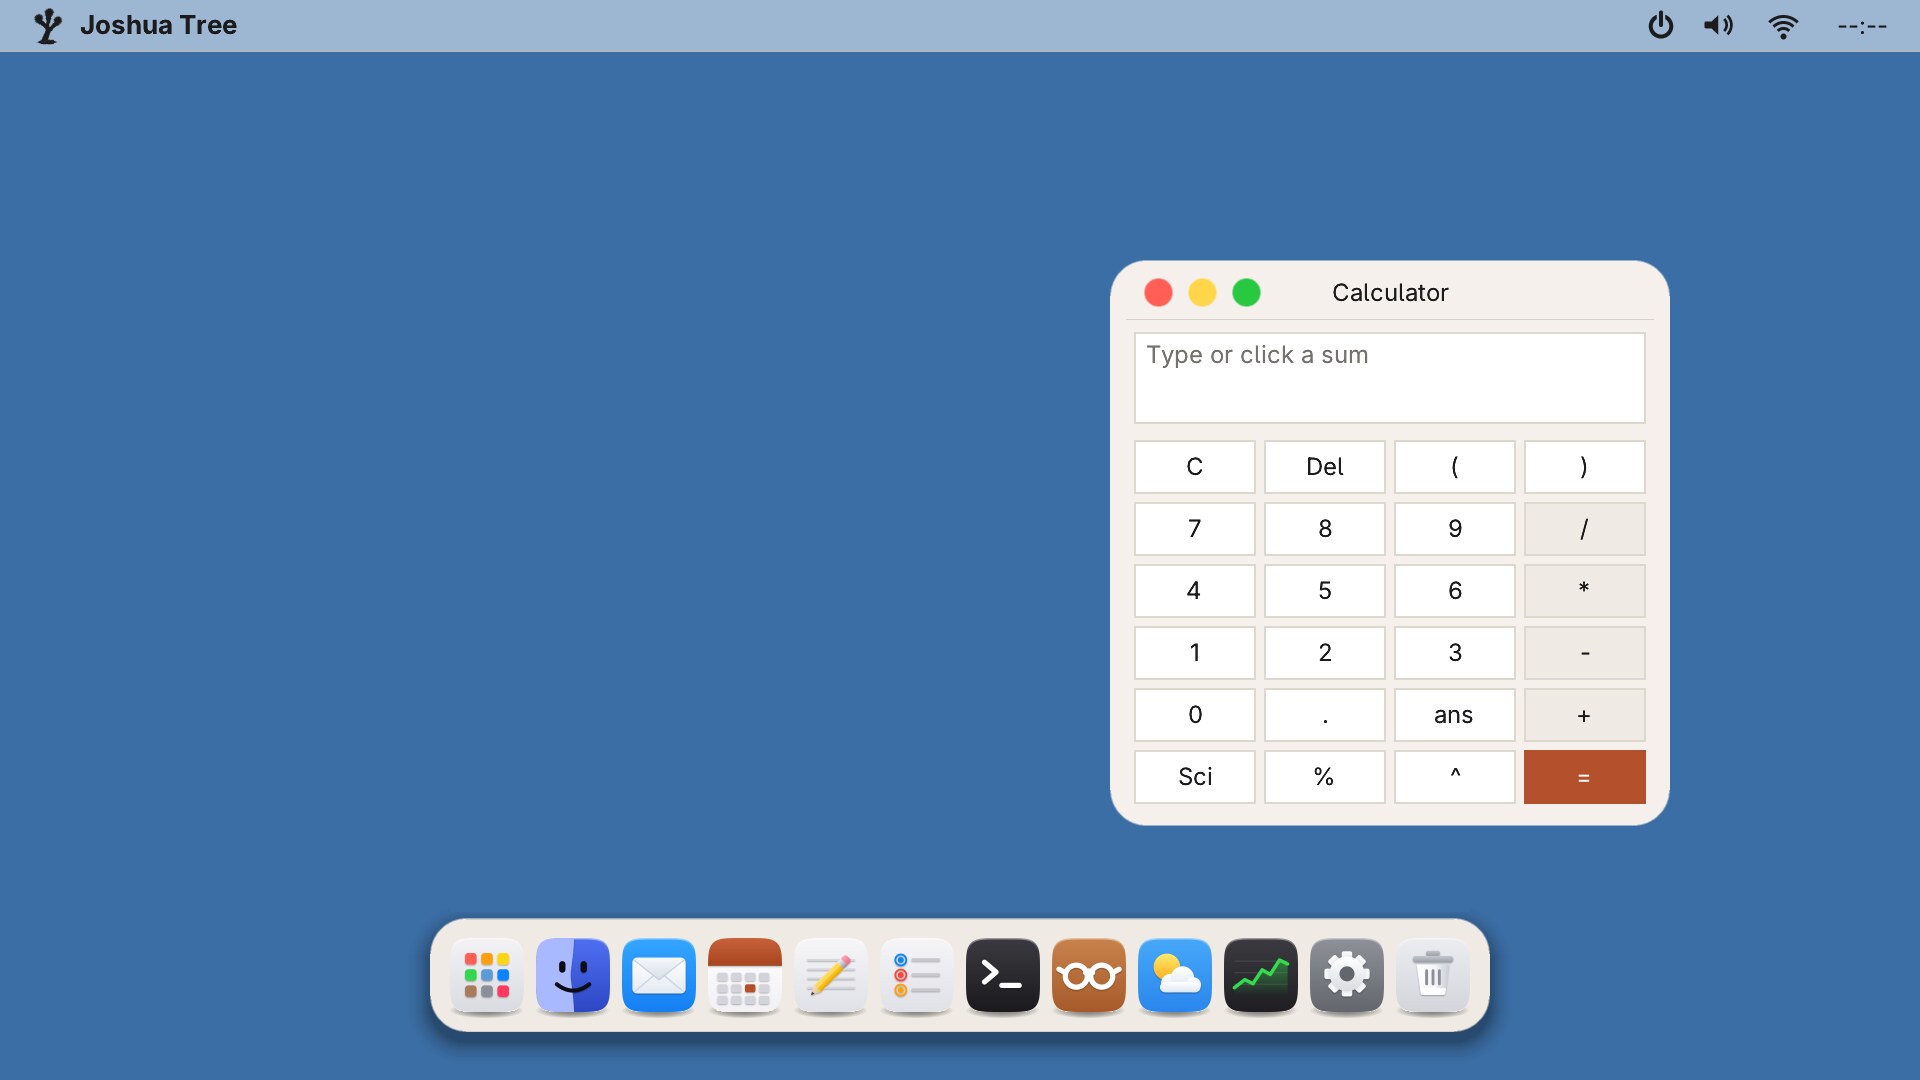 Joshua Tree
--:--
Calculator
Type or click a sum
C Del ( )
7 8 9 /
4 5 6 *
1 2 3 -
0 . ans +
Sci % ^ =